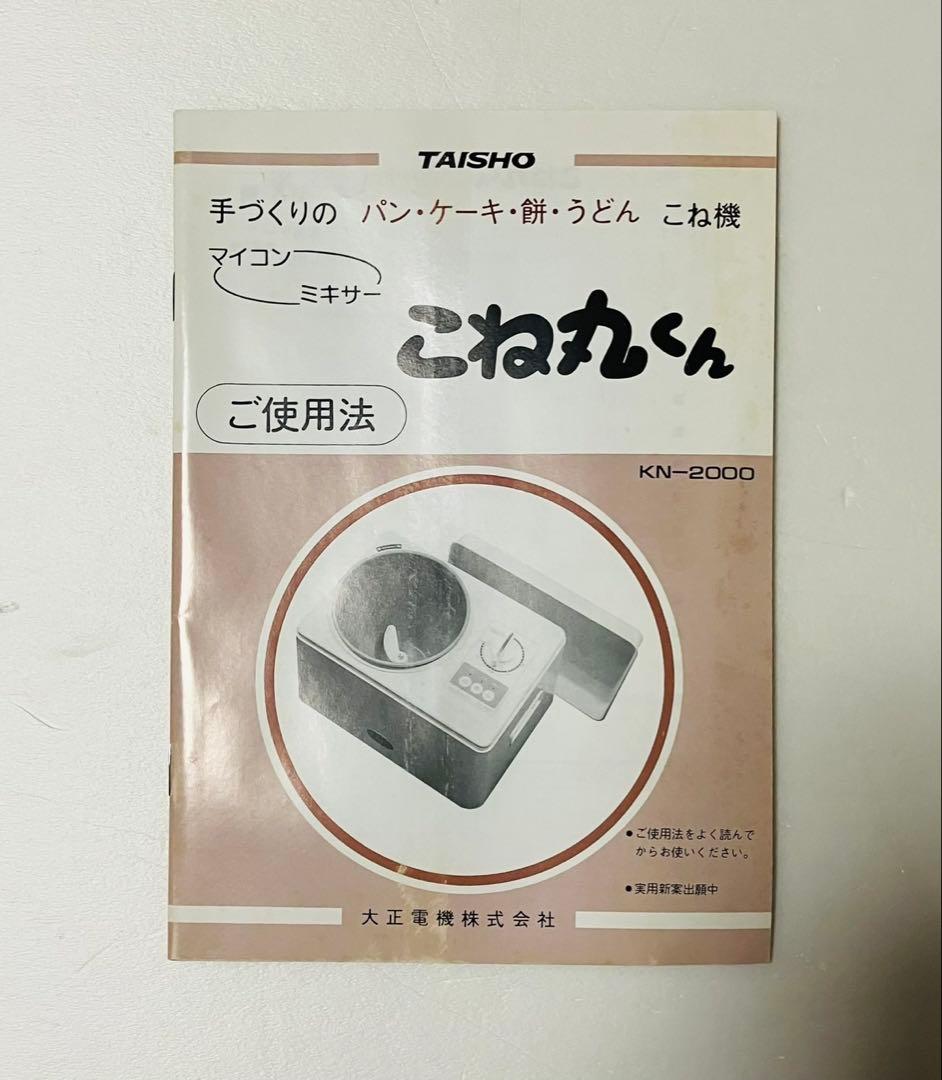 TAISHO
手づくりの パン・ケーキ・餅・うどん こね機
マイコン
ミキサー
こね丸くん
ご使用法
KN-2000
●ご使用法をよく読んで
からお使いください。
●実用新案出願中
大正電機株式会社